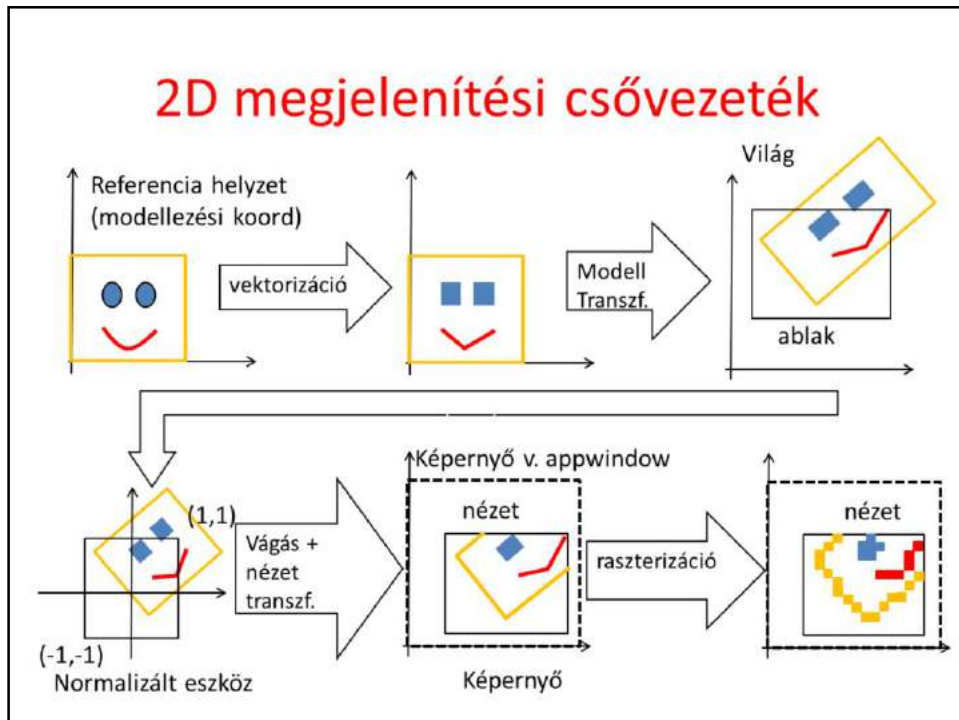 2D megjelenítési csővezeték
Referencia helyzet
(modellezési koord)
vektorizáció
Modell
Transzf.
Világ
ablak
(1,1)
(-1,-1)
Normalizált eszköz
Vágás +
nézet
transzf.
Képernyő v. appwindow
nézet
Képernyő
raszterizáció
nézet